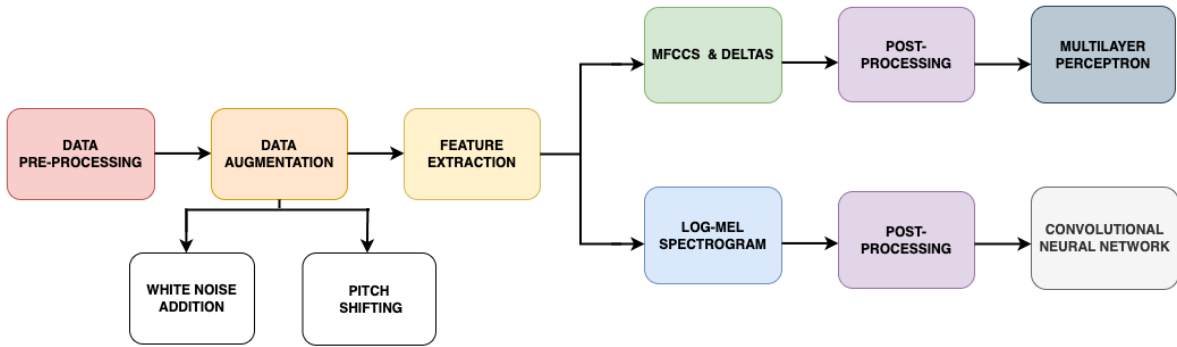 DATA
PRE-PROCESSING
DATA
AUGMENTATION
WHITE NOISE
ADDITION
PITCH
SHIFTING
FEATURE
EXTRACTION
MFCCS & DELTAS
POST-
PROCESSING
MULTILAYER
PERCEPTRON
LOG-MEL
SPECTROGRAM
POST-
PROCESSING
CONVOLUTIONAL
NEURAL NETWORK